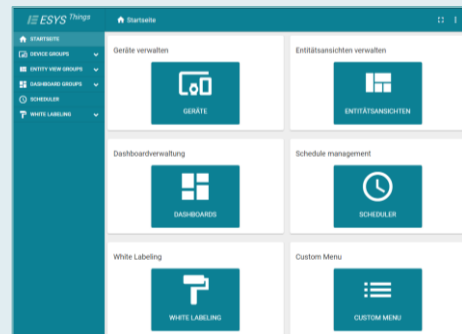 ESYS Things
Startseite
STARTSEITE
DEVICE GROUPS
ENTITY VIEW GROUPS
DASHBOARD GROUPS
SCHEDULER
WHITE LABELING
Geräte verwalten
GERÄTE
Entitätsansichten verwalten
ENTITÄTSANSICHTEN
Dashboardverwaltung
DASHBOARDS
Schedule management
SCHEDULER
White Labeling
WHITE LABELING
Custom Menu
CUSTOM MENU